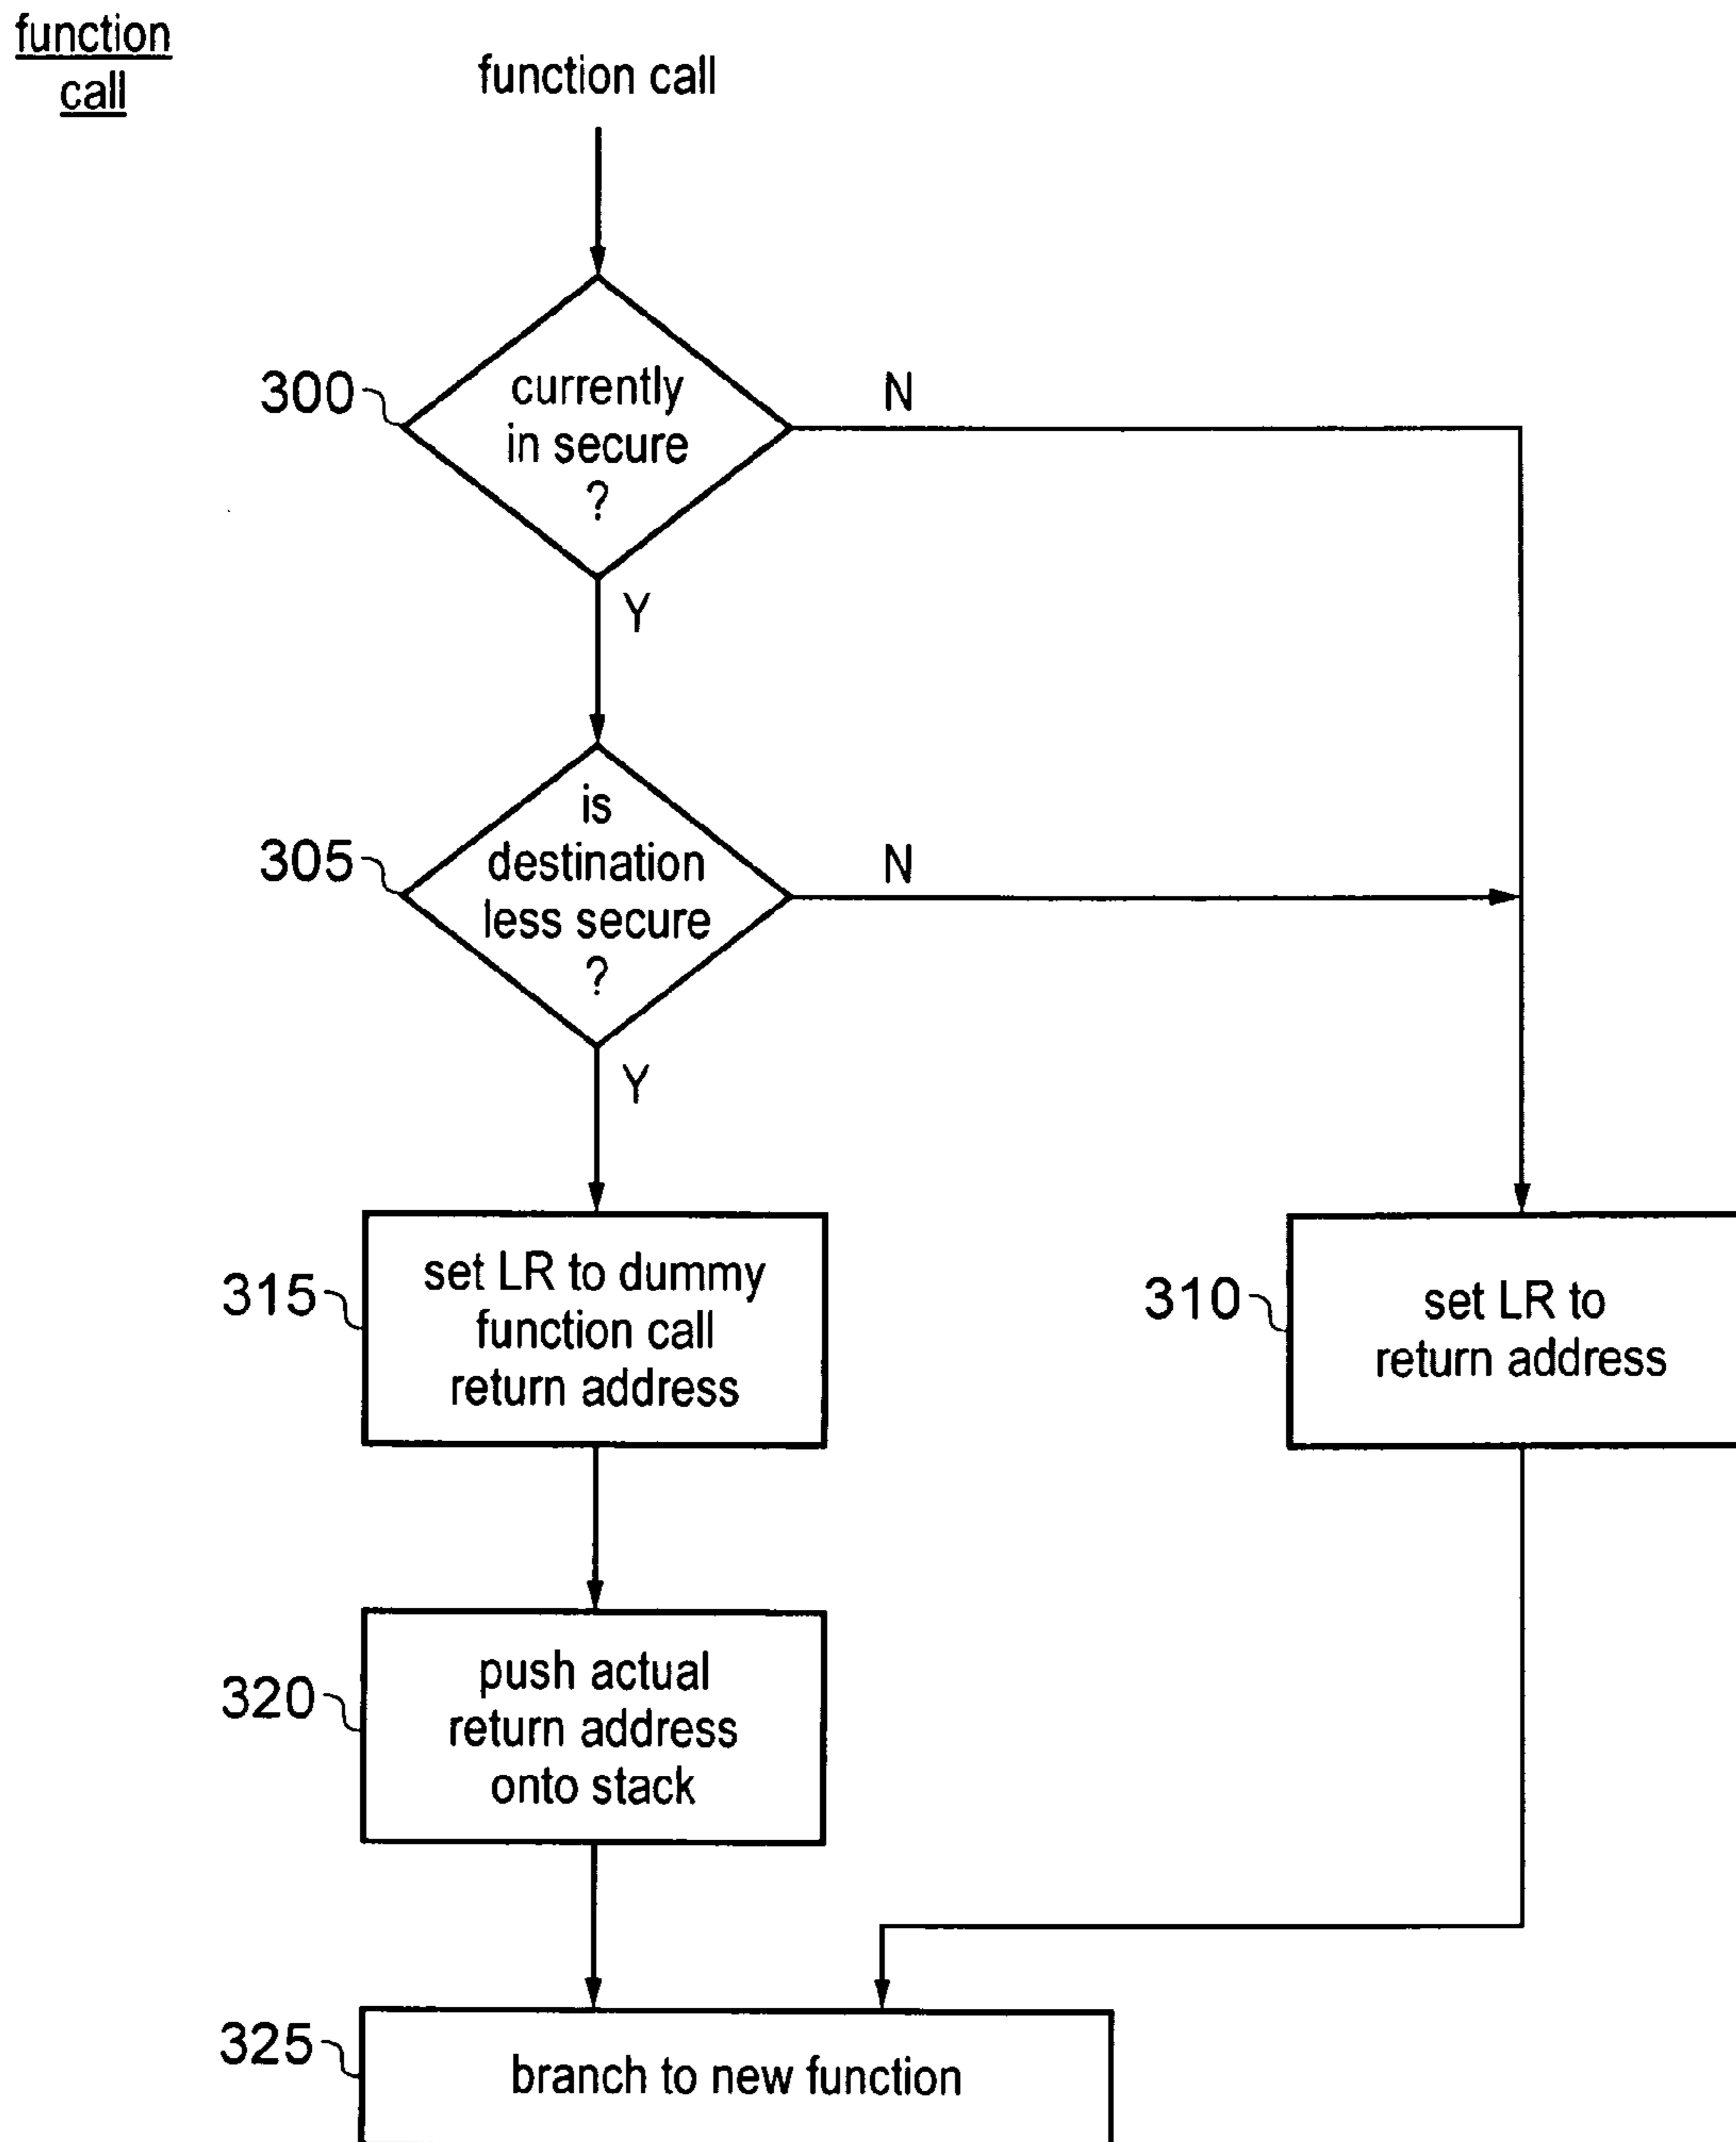 function
call
function call
300
currently
in secure
?
N
Y
305
is
destination
less secure
?
N
Y
315
set LR to dummy
function call
return address
310
set LR to
return address
320
push actual
return address
onto stack
325
branch to new function